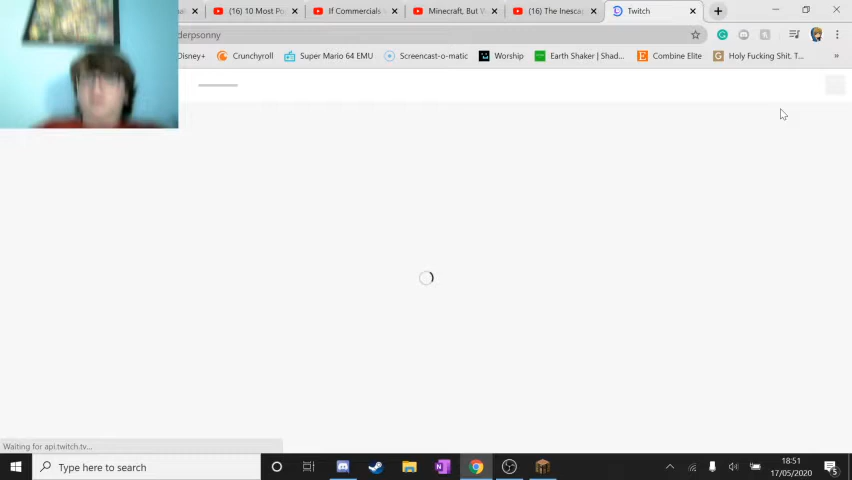 (16) 10 Most Po
If Commercials
Minecraft, But W
(16) The Inesca
Twitch
derpsonny
Disney+
Crunchyroll
Super Mario 64 EMU
Screencast-o-matic
Worship
Earth Shaker | Shad...
Combine Elite
Holy Fucking Shit. T...
»
Waiting for api.twitch.tv...
Type here to search
18:51
17/05/2020
5